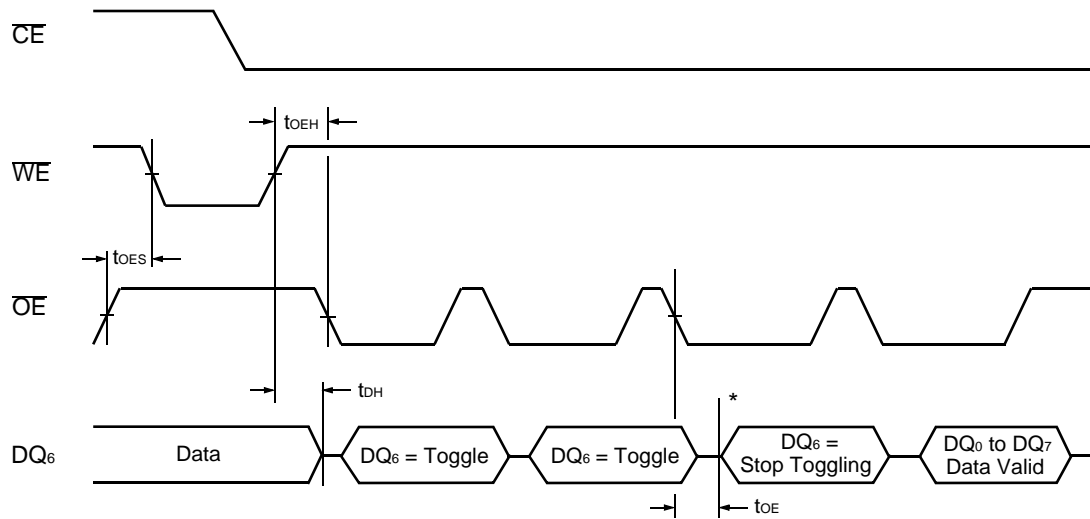 CE
tOEH
WE
tOES
OE
tDH
*
DQ6
Data
DQ6 = Toggle
DQ6 = Toggle
DQ6 =
Stop Toggling
DQ0 to DQ7
Data Valid
tOE